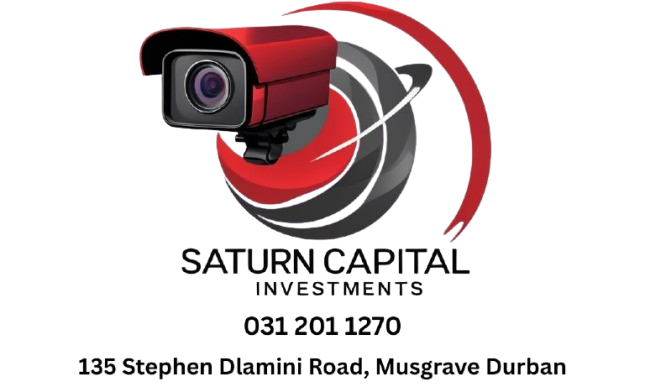 SATURN CAPITAL
INVESTMENTS
031 201 1270
135 Stephen Dlamini Road, Musgrave Durban